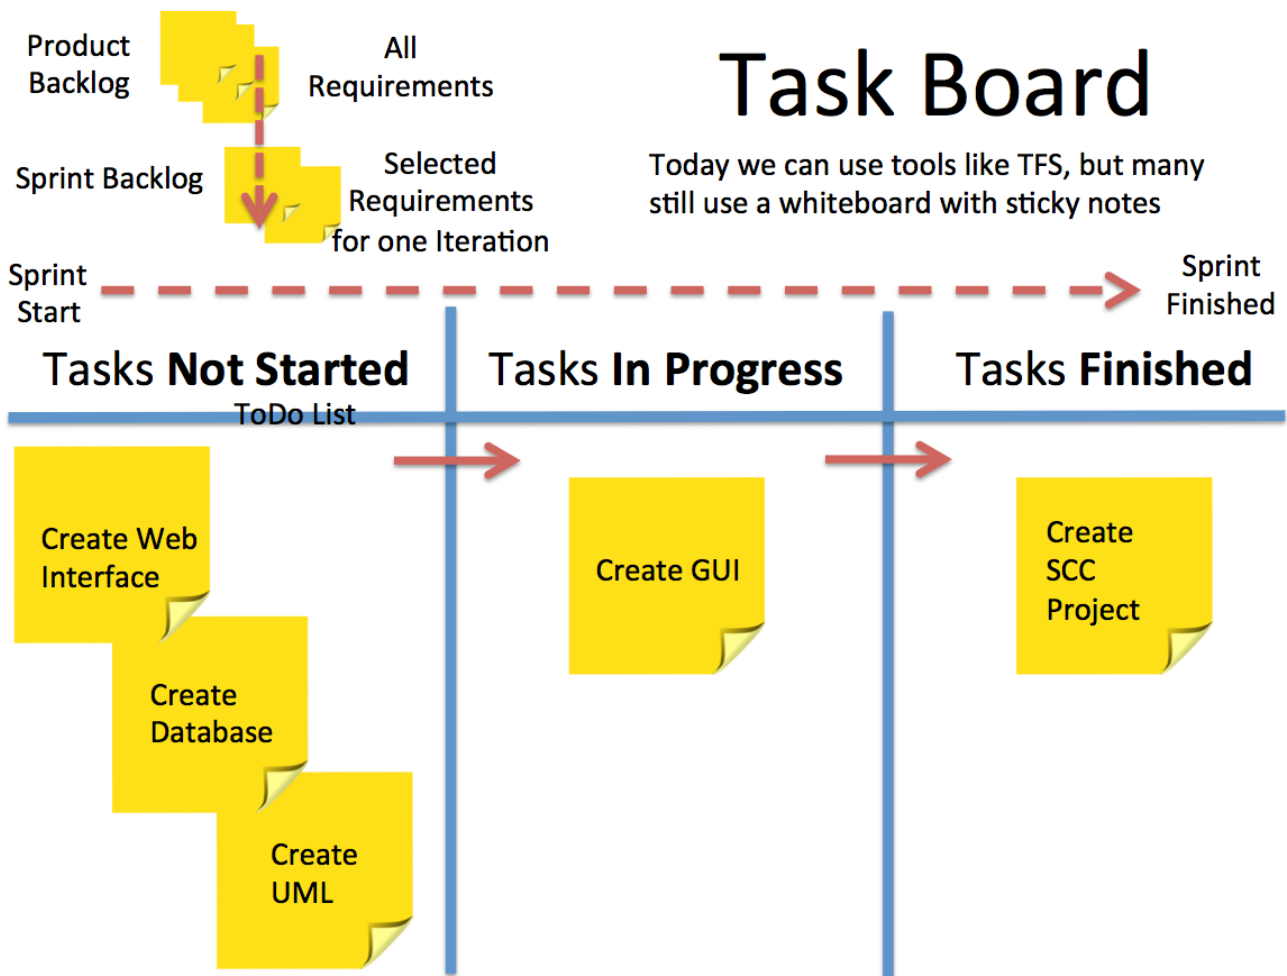 Product
Backlog
All
Requirements
Task Board
Sprint Backlog
Selected
Requirements
for one Iteration
Today we can use tools like TFS, but many
still use a whiteboard with sticky notes
Sprint
Start
Sprint
Finished
Tasks Not Started
ToDo List
Tasks In Progress
Tasks Finished
Create Web
Interface
Create
Database
Create
UML
Create GUI
Create
SCC
Project